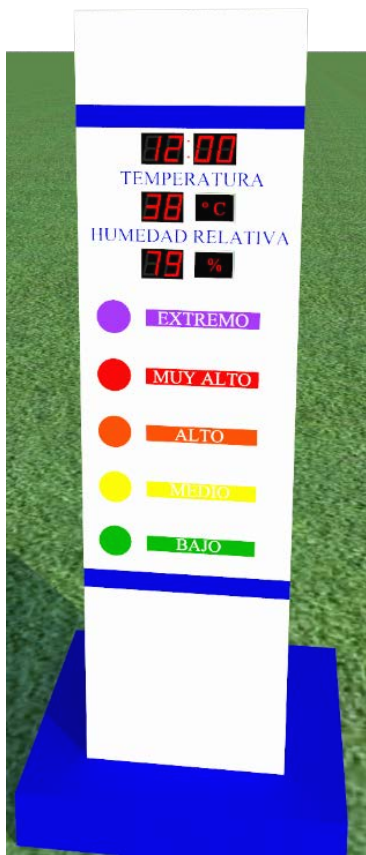 12:00
TEMPERATURA
38 °C
HUMEDAD RELATIVA
79 %
EXTREMO
MUY ALTO
ALTO
MEDIO
BAJO